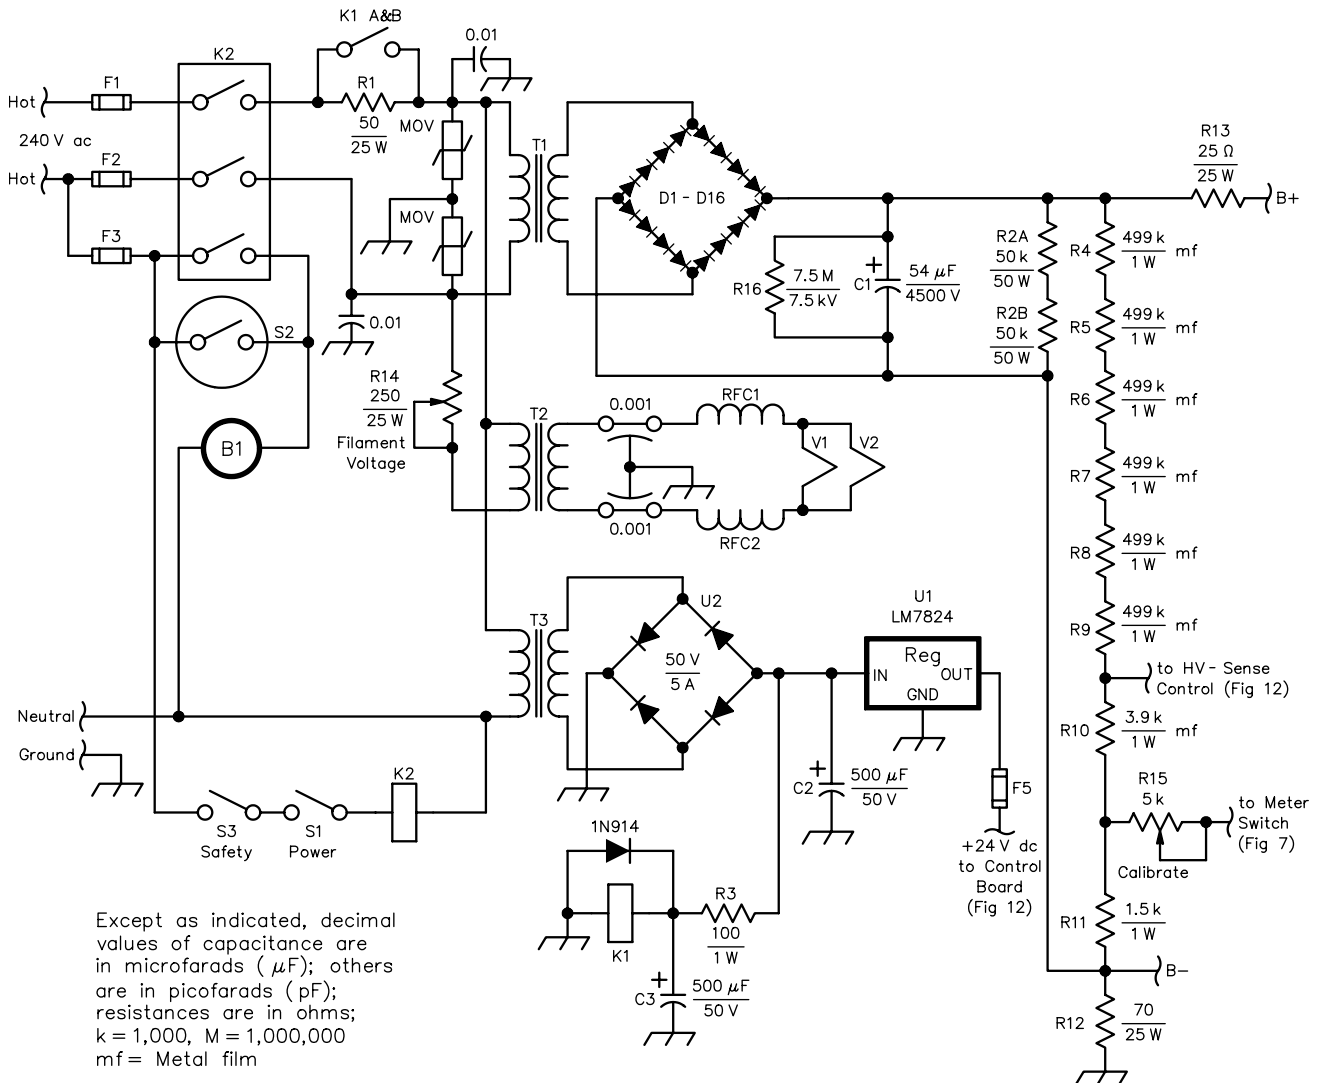 K1 A&B
0.01
K2
F1
R1
Hot
50
25 W
MOV
240 V ac
T1
R13
25 Ω
25 W
F2
Hot
D1 - D16
B+
MOV
F3
R2A
50 k
50 W
R4
499 k
1 W
mf
R16
7.5 M
7.5 kV
C1
+
54 µF
4500 V
0.01
S2
R2B
50 k
50 W
R5
499 k
1 W
mf
R14
250
25 W
Filament
Voltage
T2
0.001
RFC1
R6
499 k
1 W
mf
B1
V1
V2
R7
499 k
1 W
mf
0.001
RFC2
R8
499 k
1 W
mf
U2
U1
LM7824
T3
R9
499 k
1 W
mf
50 V
5 A
Reg
IN
OUT
GND
to HV - Sense
Control (Fig 12)
Neutral
R10
3.9 k
1 W
mf
Ground
K2
C2
+
500 µF
50 V
F5
R15
5 k
to Meter
Switch
(Fig 7)
S3
Safety
S1
Power
1N914
+24 V dc
to Control
Board
(Fig 12)
Calibrate
R3
100
1 W
K1
R11
1.5 k
1 W
B-
C3
+
500 µF
50 V
R12
70
25 W
Except as indicated, decimal
values of capacitance are
in microfarads ( µF); others
are in picofarads ( pF);
resistances are in ohms;
k = 1,000, M = 1,000,000
mf = Metal film